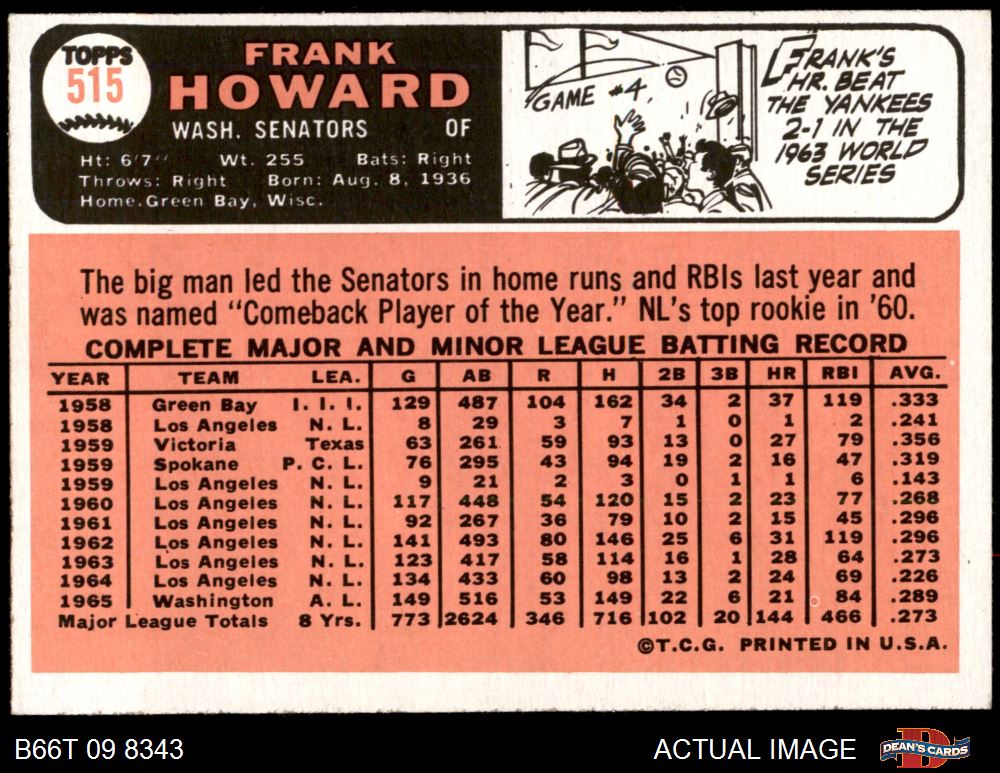 TOPPS
515
FRANK
HOWARD
WASH. SENATORS OF
Ht: 6'7" Wt. 255 Bats: Right
Throws: Right Born: Aug. 8, 1936
Home. Green Bay, Wisc.
GAME #4
FRANK'S
HR. BEAT
THE YANKEES
2-1 IN THE
1963 WORLD
SERIES
The big man led the Senators in home runs and RBIs last year and
was named "Comeback Player of the Year." NL's top rookie in '60.
COMPLETE MAJOR AND MINOR LEAGUE BATTING RECORD
YEAR TEAM LEA. G AB R H 2B 3B HR RBI AVG.
1958 Green Bay I. I. I. 129 487 104 162 34 2 37 119 .333
1958 Los Angeles N. L. 8 29 3 7 1 0 1 2 .241
1959 Victoria Texas 63 261 59 93 13 0 27 79 .356
1959 Spokane P. C. L. 76 295 43 94 19 2 16 47 .319
1959 Los Angeles N. L. 9 21 2 3 0 1 1 6 .143
1960 Los Angeles N. L. 117 448 54 120 15 2 23 77 .268
1961 Los Angeles N. L. 92 267 36 79 10 2 15 45 .296
1962 Los Angeles N. L. 141 493 80 146 25 6 31 119 .296
1963 Los Angeles N. L. 123 417 58 114 16 1 28 64 .273
1964 Los Angeles N. L. 134 433 60 98 13 2 24 69 .226
1965 Washington A. L. 149 516 53 149 22 6 21 84 .289
Major League Totals 8 Yrs. 773 2624 346 716 102 20 144 466 .273
©T.C.G. PRINTED IN U.S.A.
B66T 09 8343 ACTUAL IMAGE DEAN'S CARDS